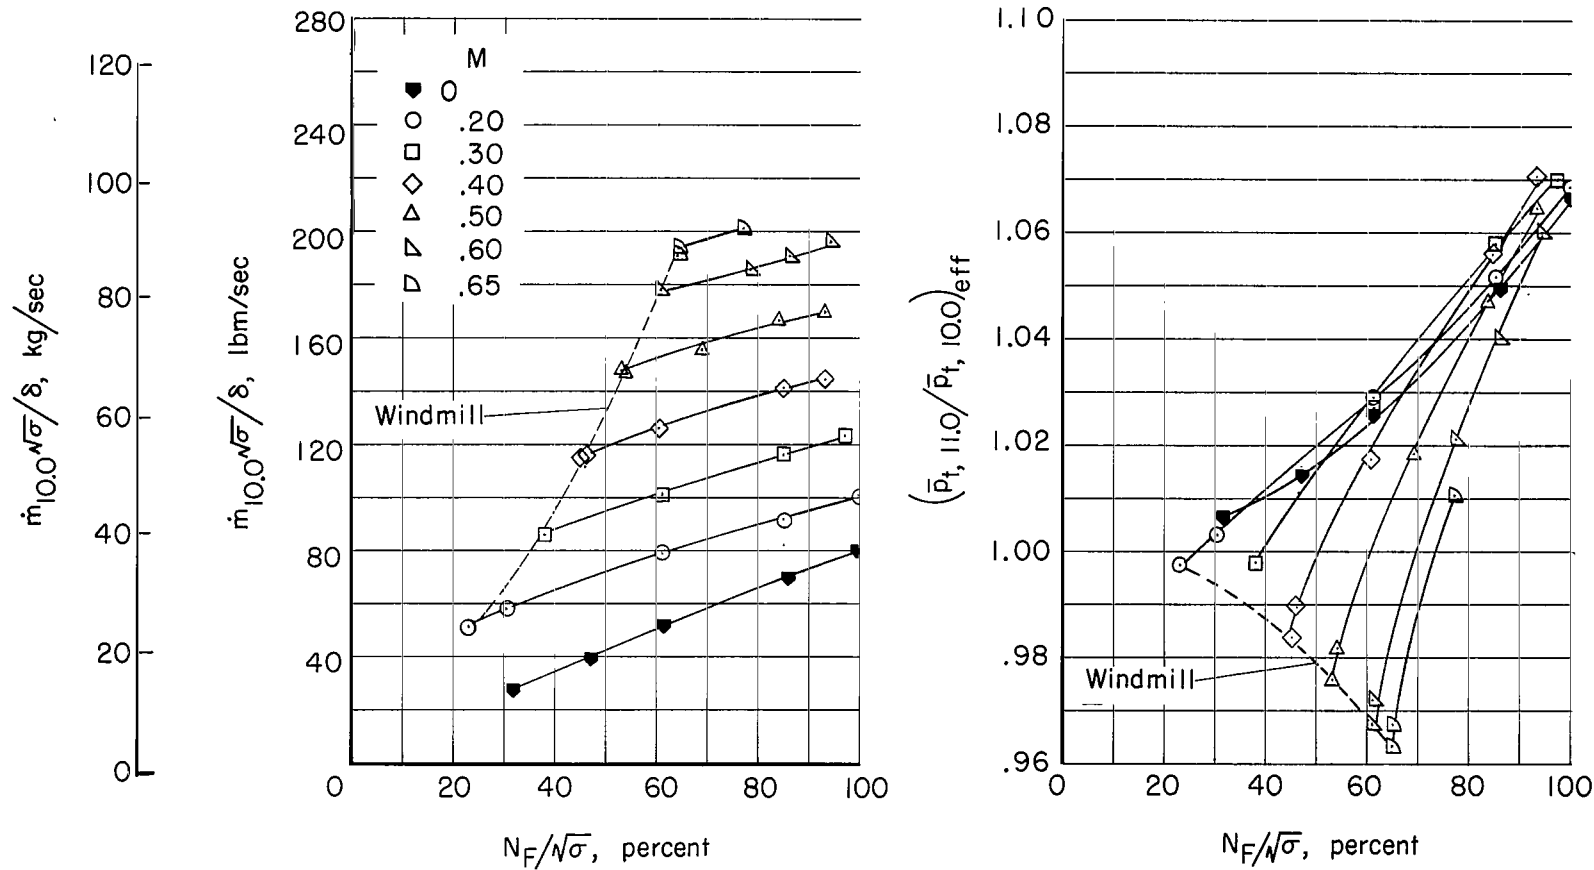 280
240
200
160
120
80
40
0 20 40 60 80 100
120
100
80
60
40
20
0
ṁ10.0√σ/δ, kg/sec
ṁ10.0√σ/δ, lbm/sec
M
0
.20
.30
.40
.50
.60
.65
Windmill
N_F/√σ, percent
1.10
1.08
1.06
1.04
1.02
1.00
.98
.96
0 20 40 60 80 100
(p̄t, 11.0/p̄t, 10.0)eff
Windmill
N_F/√σ, percent